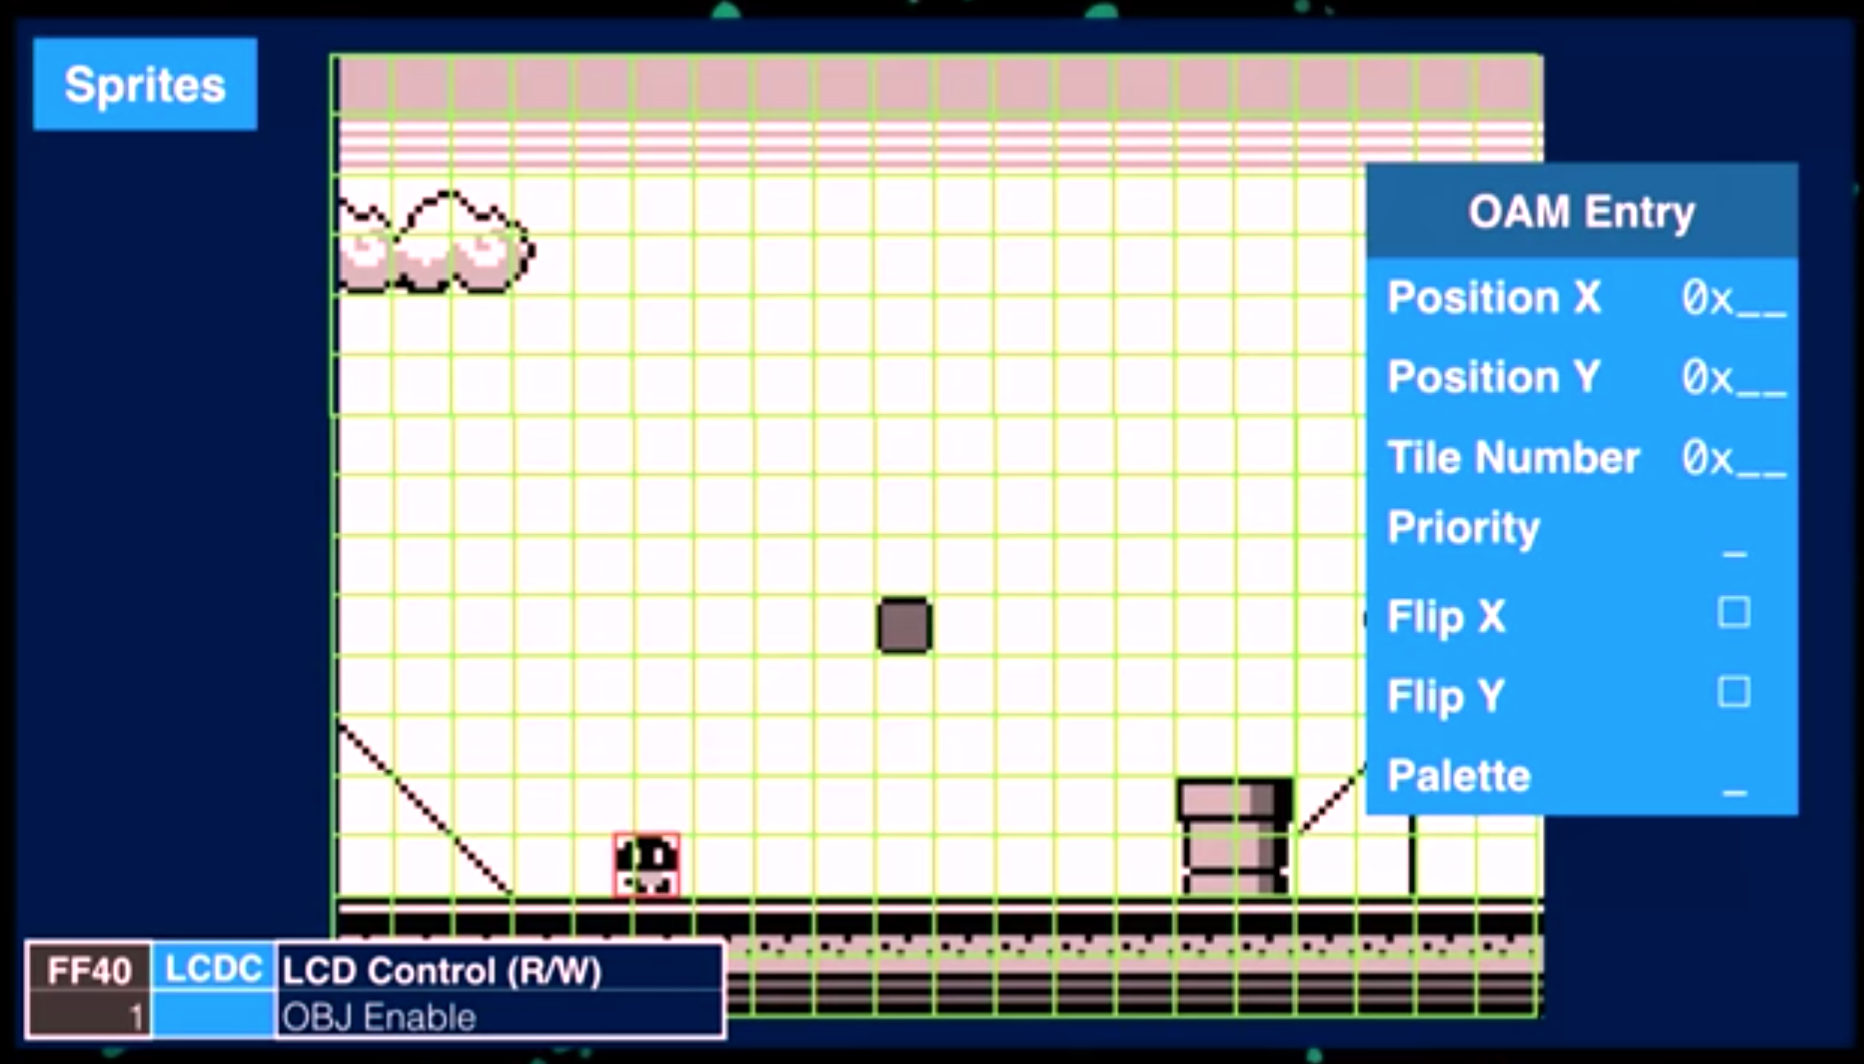 Sprites
OAM Entry
Position X 0x__
Position Y 0x__
Tile Number 0x__
Priority _
Flip X □
Flip Y □
Palette _
FF40 LCDC LCD Control (R/W)
1 OBJ Enable